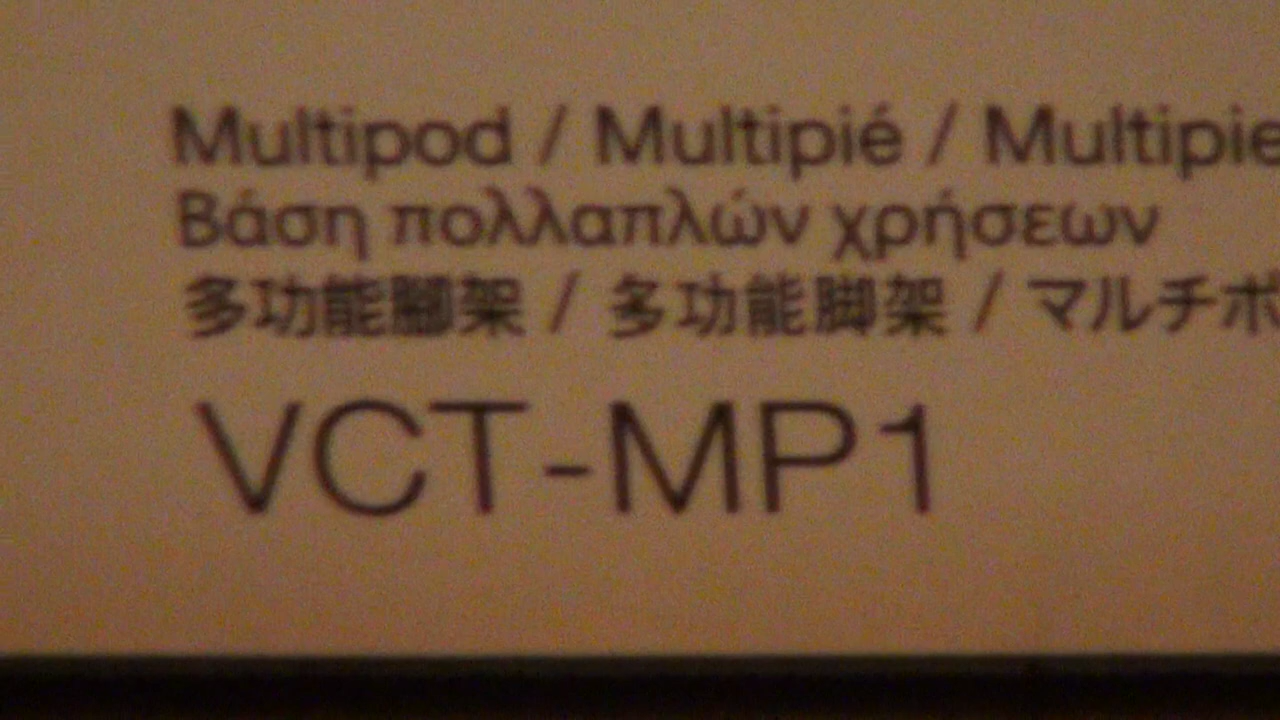 Multipod / Multipié / Multipie
Βάση πολλαπλών χρήσεων
多功能腳架 / 多功能脚架 / マルチポ
VCT-MP1